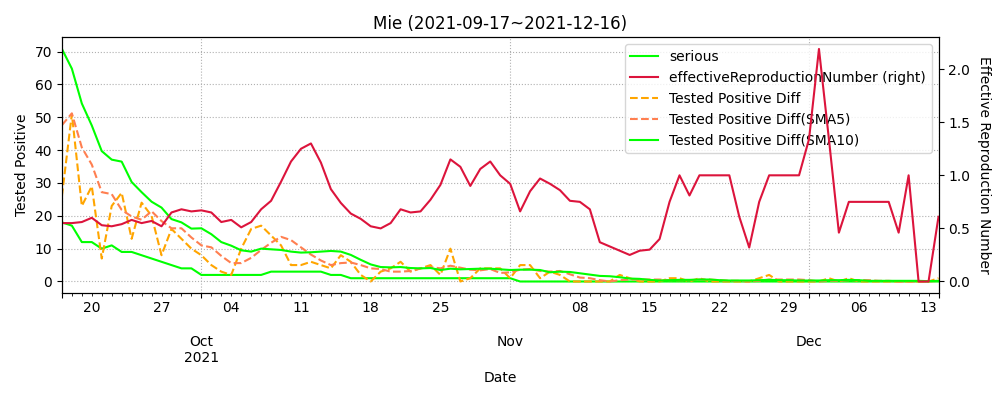 Mie (2021-09-17~2021-12-16)
Tested Positive
70
60
50
40
30
20
10
0
serious
effectiveReproductionNumber (right)
Tested Positive Diff
Tested Positive Diff(SMA5)
Tested Positive Diff(SMA10)
2.0
1.5
1.0
0.5
0.0
Effective Reproduction Number
20 27 04 11 18 25 08 15 22 29 06 13
Oct Nov Dec
2021
Date